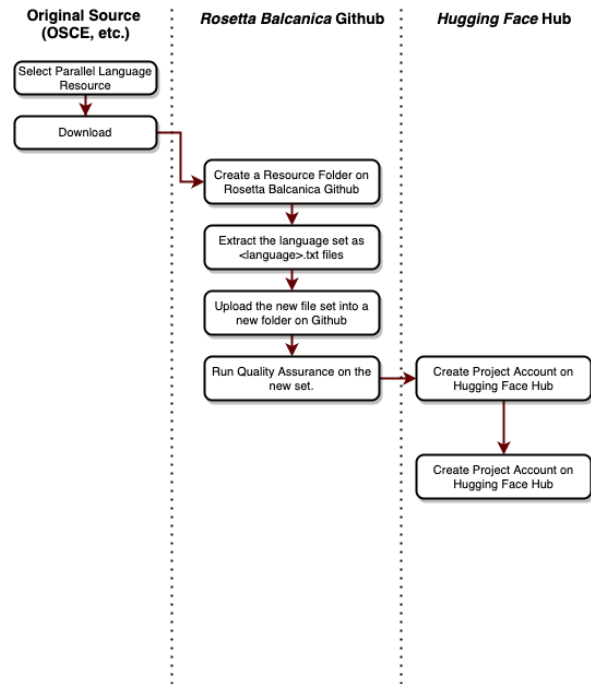 Original Source
(OSCE, etc.)
Rosetta Balcanica Github
Hugging Face Hub
Select Parallel Language
Resource
Download
Create a Resource Folder on
Rosetta Balcanica Github
Extract the language set as
<language>.txt files
Upload the new file set into a
new folder on Github
Run Quality Assurance on the
new set.
Create Project Account on
Hugging Face Hub
Create Project Account on
Hugging Face Hub